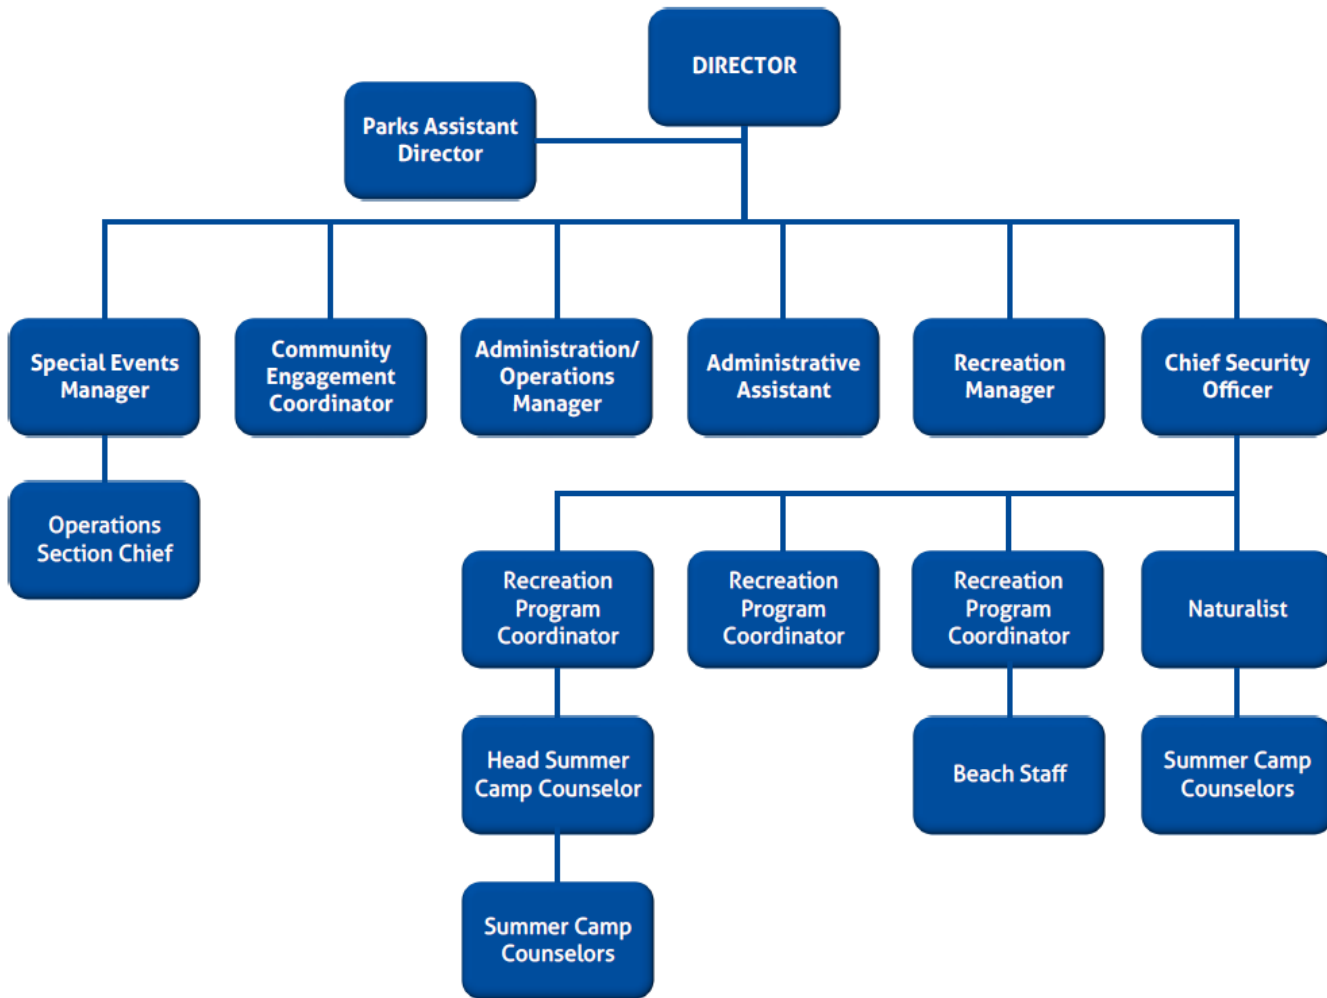 DIRECTOR
Parks Assistant
Director
Special Events
Manager
Community
Engagement
Coordinator
Administration/
Operations
Manager
Administrative
Assistant
Recreation
Manager
Chief Security
Officer
Operations
Section Chief
Recreation
Program
Coordinator
Recreation
Program
Coordinator
Recreation
Program
Coordinator
Naturalist
Head Summer
Camp Counselor
Beach Staff
Summer Camp
Counselors
Summer Camp
Counselors